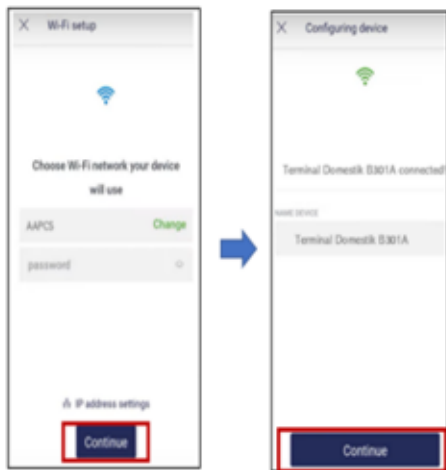 Wi-Fi setup
Choose Wi-Fi network your device
will use
AAPCS Change
password
IP address settings
Continue
Configuring device
Terminal Domestik B301A connected!
NAME DEVICE
Terminal Domestik B301A
Continue